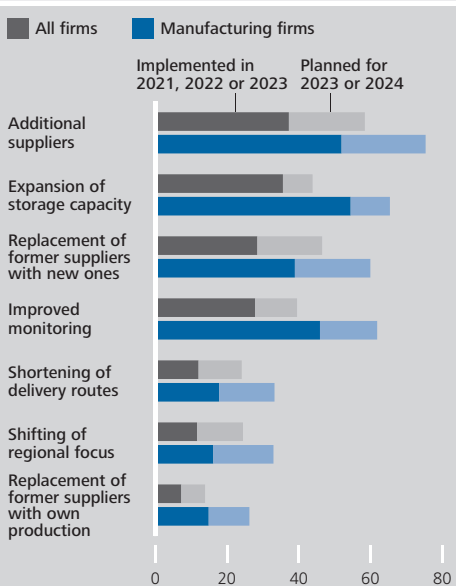 All firms
Manufacturing firms
Implemented in
2021, 2022 or 2023
Planned for
2023 or 2024
Additional
suppliers
Expansion of
storage capacity
Replacement of
former suppliers
with new ones
Improved
monitoring
Shortening of
delivery routes
Shifting of
regional focus
Replacement of
former suppliers
with own
production
0 20 40 60 80